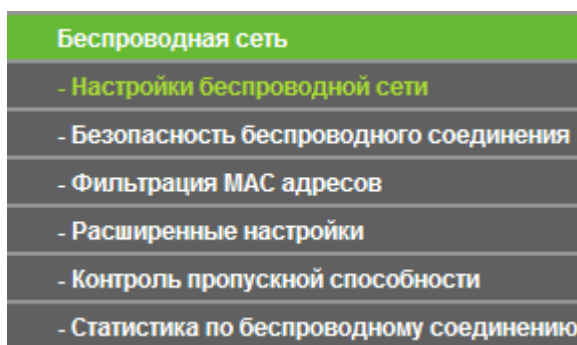 Беспроводная сеть
- Настройки беспроводной сети
- Безопасность беспроводного соединения
- Фильтрация MAC адресов
- Расширенные настройки
- Контроль пропускной способности
- Статистика по беспроводному соединению